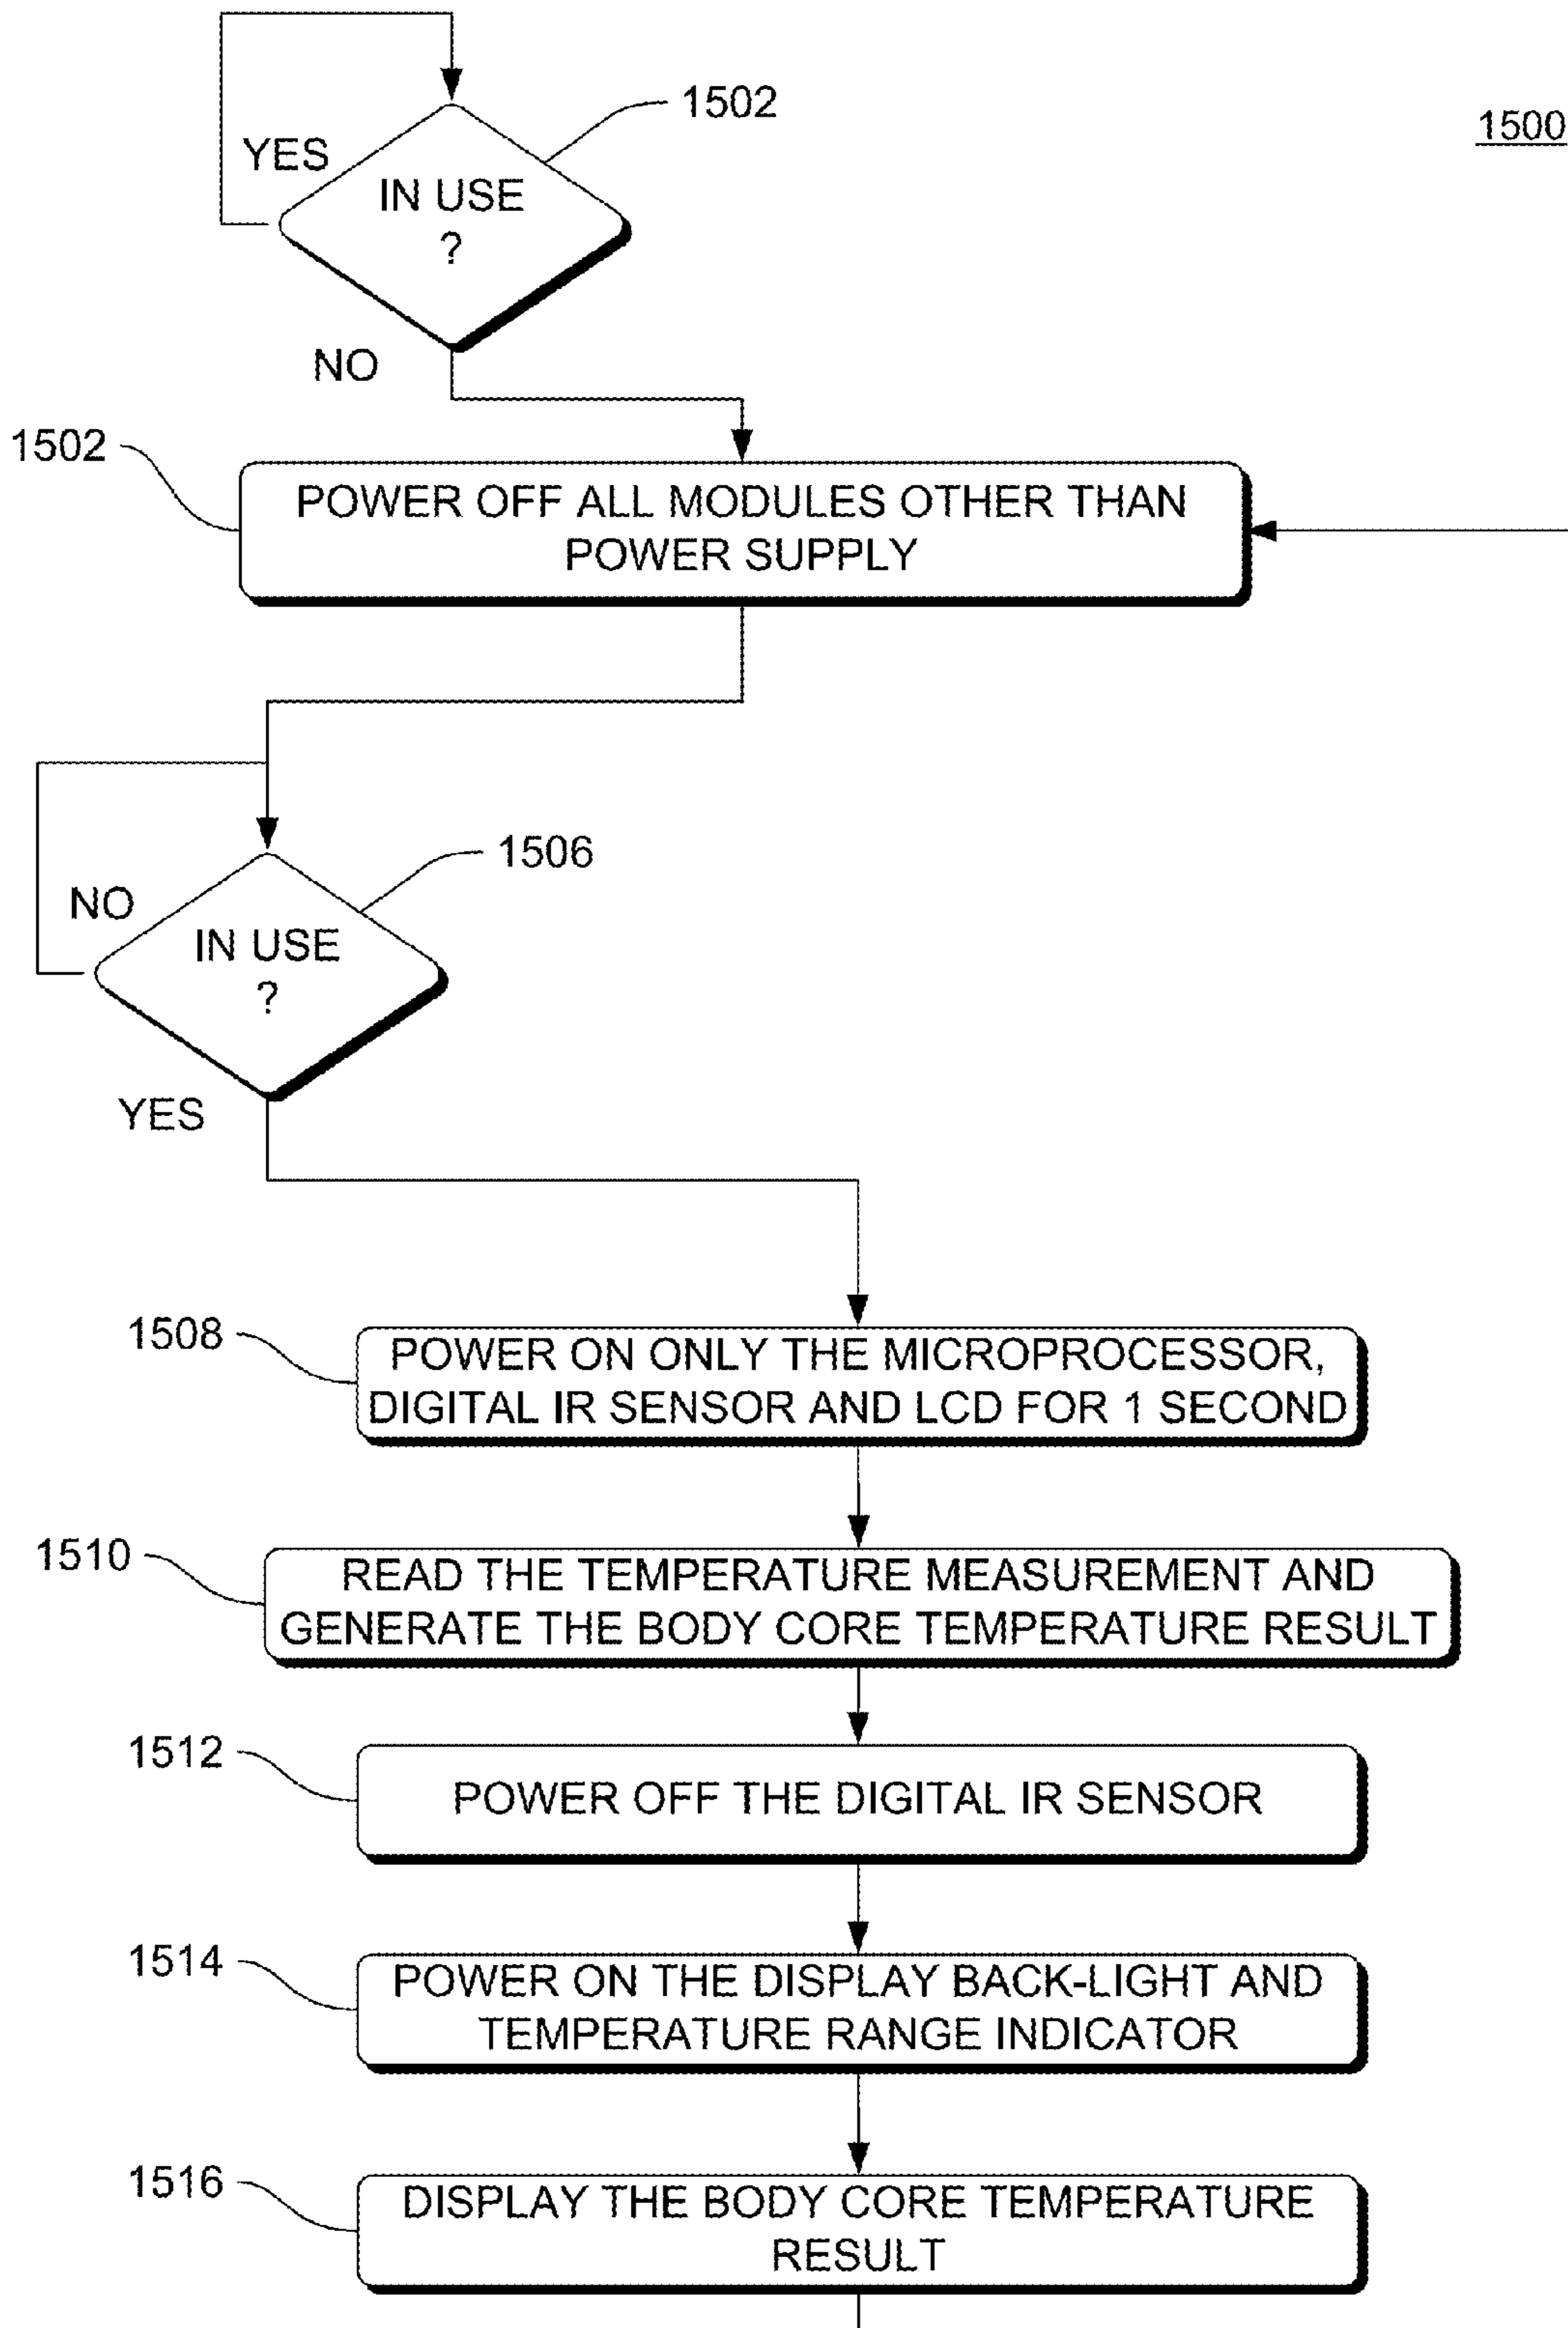 1502
1500
YES
IN USE
?
NO
1502
POWER OFF ALL MODULES OTHER THAN
POWER SUPPLY
1506
NO
IN USE
?
YES
1508
POWER ON ONLY THE MICROPROCESSOR,
DIGITAL IR SENSOR AND LCD FOR 1 SECOND
1510
READ THE TEMPERATURE MEASUREMENT AND
GENERATE THE BODY CORE TEMPERATURE RESULT
1512
POWER OFF THE DIGITAL IR SENSOR
1514
POWER ON THE DISPLAY BACK-LIGHT AND
TEMPERATURE RANGE INDICATOR
1516
DISPLAY THE BODY CORE TEMPERATURE
RESULT